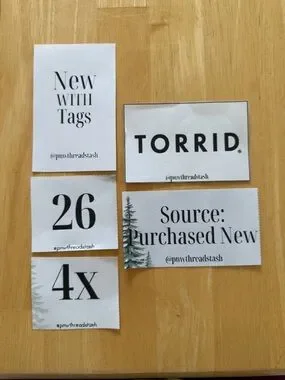 New
WITH
Tags
@pnwthreadstash
TORRID®
@pnwthreadstash
26
@pnwthreadstash
Source:
Purchased New
@pnwthreadstash
4x
@pnwthreadstash